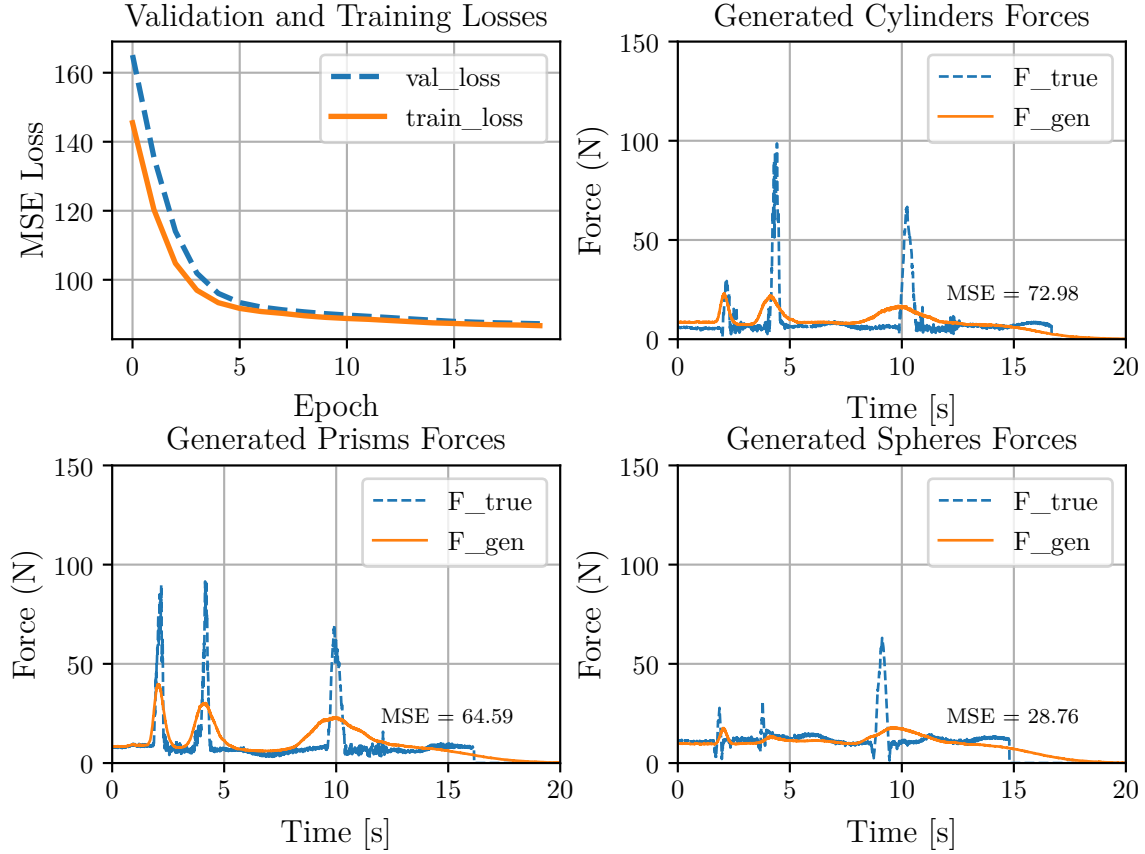 Validation and Training Losses
MSE Loss
160
140
120
100
val_loss
train_loss
0
5
10
15
Epoch
Generated Cylinders Forces
Force (N)
150
100
50
0
F_true
F_gen
MSE = 72.98
0
5
10
15
20
Time [s]
Generated Prisms Forces
Force (N)
150
100
50
0
F_true
F_gen
MSE = 64.59
0
5
10
15
20
Time [s]
Generated Spheres Forces
Force (N)
150
100
50
0
F_true
F_gen
MSE = 28.76
0
5
10
15
20
Time [s]